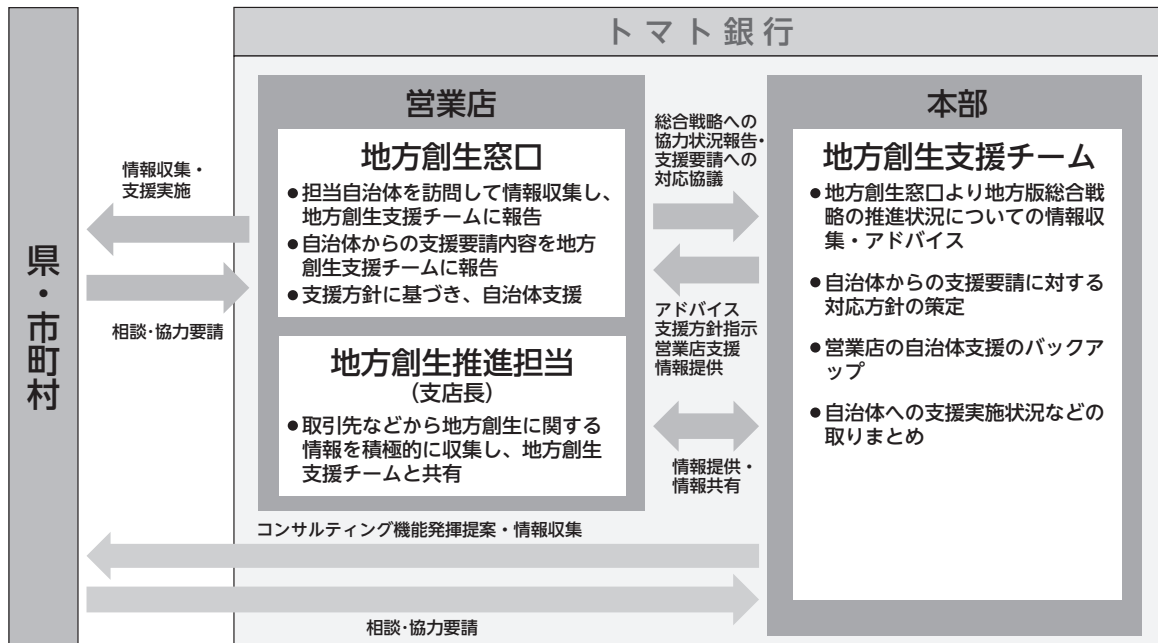 トマト銀行
県・市町村
情報収集・
支援実施
相談・協力要請
営業店
地方創生窓口
●担当自治体を訪問して情報収集し、
地方創生支援チームに報告
●自治体からの支援要請内容を地方
創生支援チームに報告
●支援方針に基づき、自治体支援
地方創生推進担当
(支店長)
●取引先などから地方創生に関する
情報を積極的に収集し、地方創生
支援チームと共有
総合戦略への
協力状況報告・
支援要請への
対応協議
アドバイス
支援方針指示
営業店支援
情報提供
情報提供・
情報共有
本部
地方創生支援チーム
●地方創生窓口より地方版総合戦
略の推進状況についての情報収
集・アドバイス
●自治体からの支援要請に対する
対応方針の策定
●営業店の自治体支援のバックア
ップ
●自治体への支援実施状況などの
取りまとめ
コンサルティング機能発揮提案・情報収集
相談・協力要請